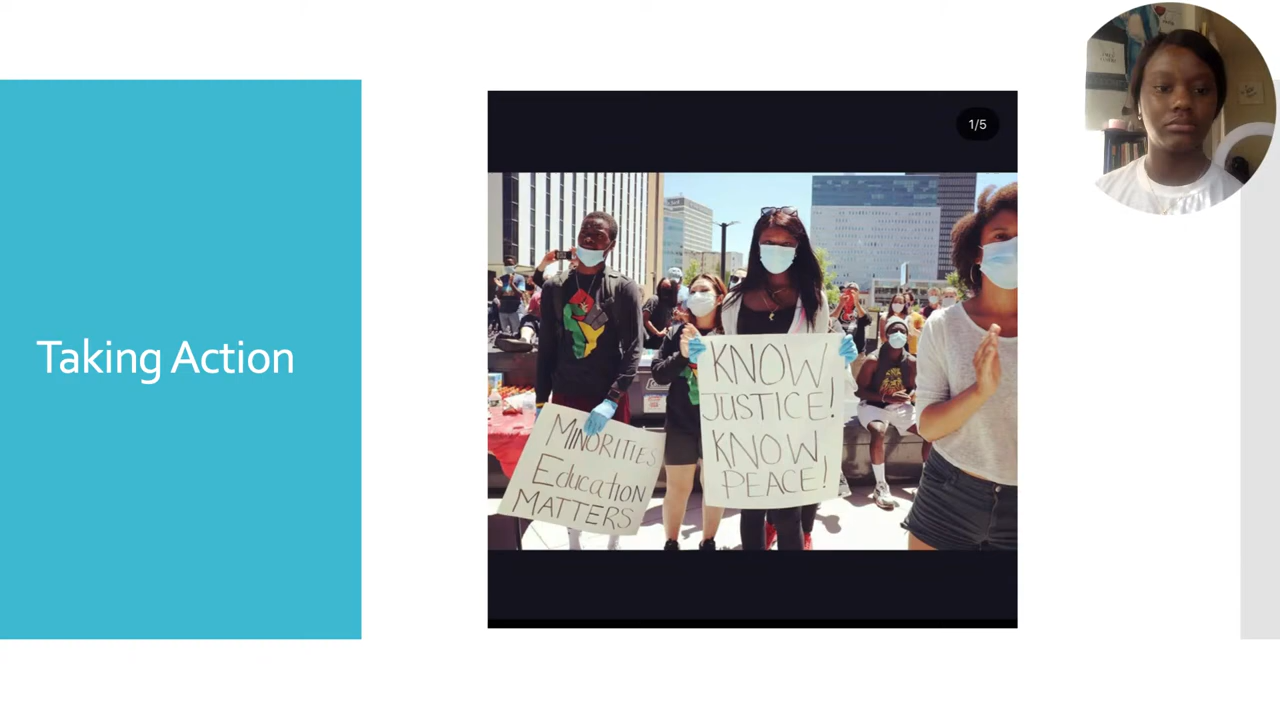 Taking Action
1/5
MINORITIES
Education
MATTERS
KNOW
JUSTICE!
KNOW
PEACE!